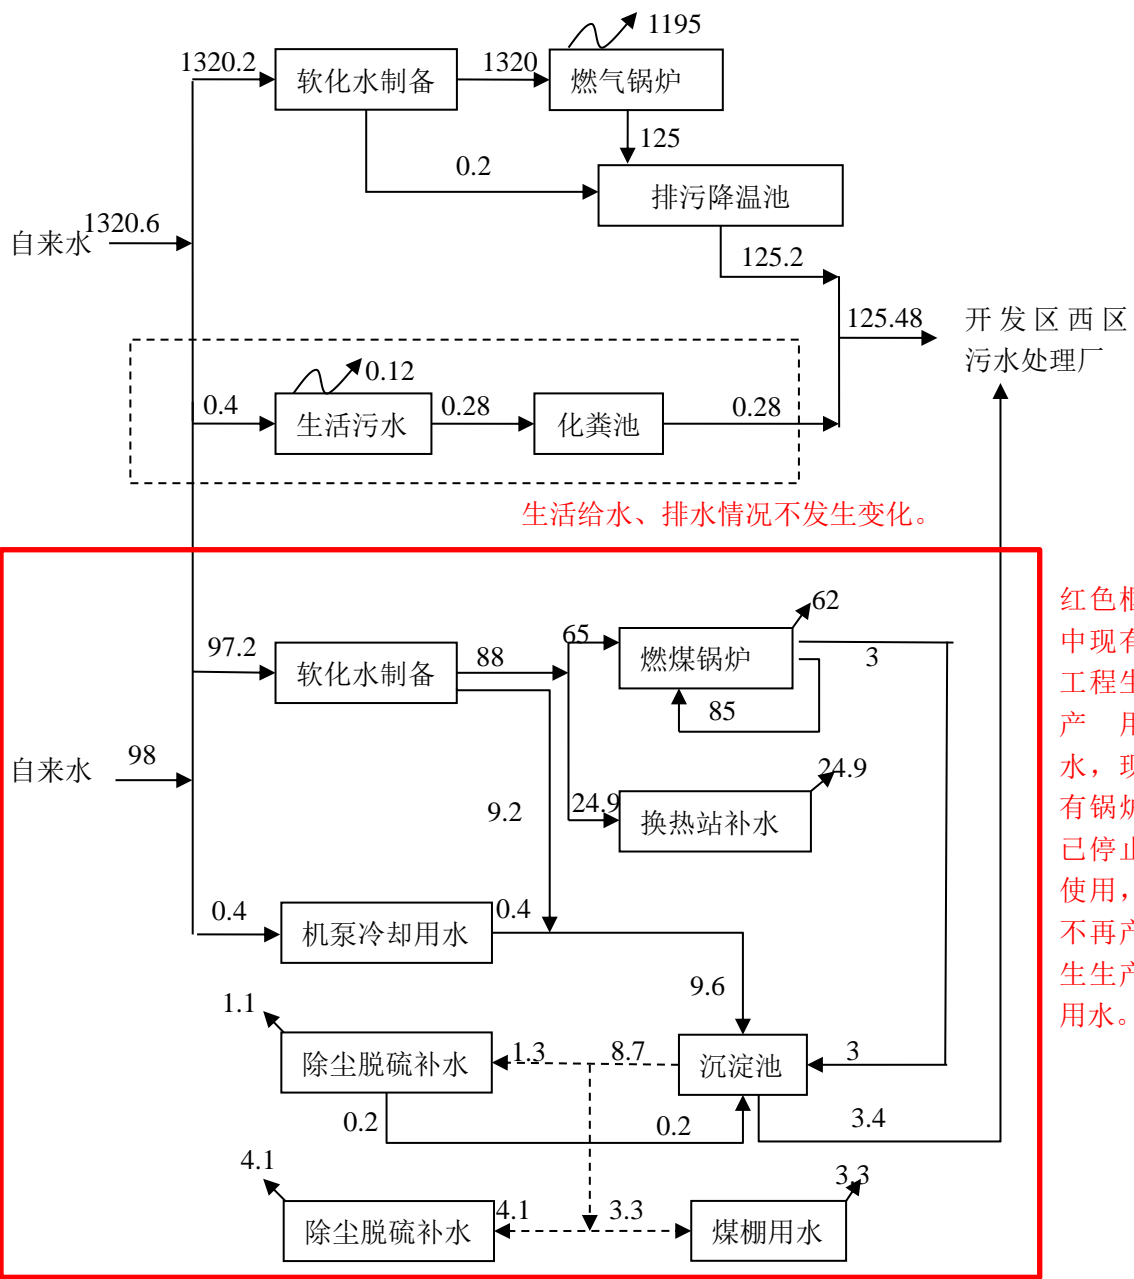 1195
1320.2
软化水制备
1320
燃气锅炉
125
0.2
排污降温池
自来水
1320.6
125.2
125.48
开发区西区
污水处理厂
0.12
0.4
生活污水
0.28
化粪池
0.28
生活给水、排水情况不发生变化。
62
97.2
软化水制备
88
65
燃煤锅炉
3
85
自来水
98
9.2
24.9
换热站补水
24.9
0.4
机泵冷却用水
0.4
9.6
1.1
除尘脱硫补水
1.3
8.7
沉淀池
3
0.2
0.2
3.4
4.1
除尘脱硫补水
4.1
3.3
煤棚用水
3.3
红色框
中现有
工程生
产用
水，现
有锅炉
已停止
使用，
不再产
生生产
用水。